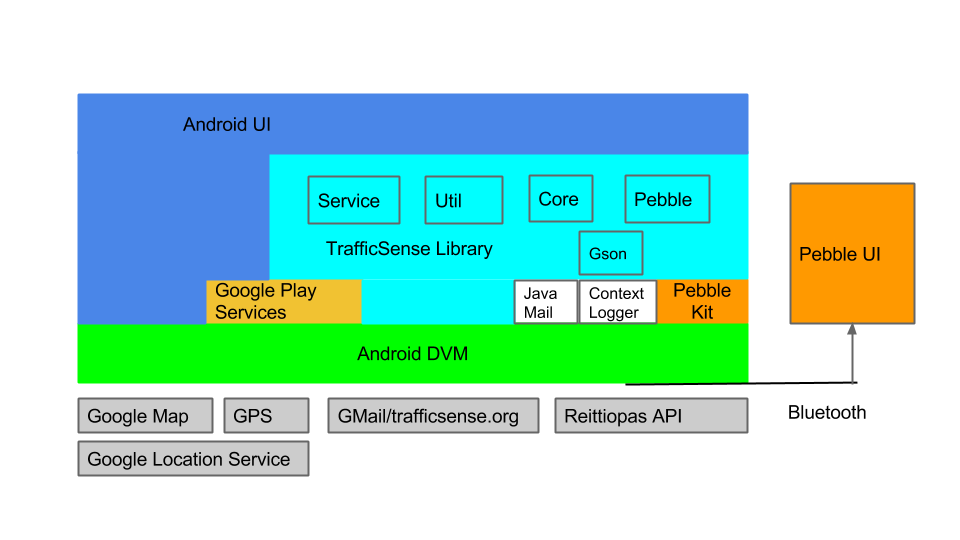 Android UI
Service
Util
Core
Pebble
TrafficSense Library
Gson
Pebble UI
Google Play
Services
Java
Mail
Context
Logger
Pebble
Kit
Android DVM
Google Map
GPS
GMail/trafficsense.org
Reittiopas API
Bluetooth
Google Location Service